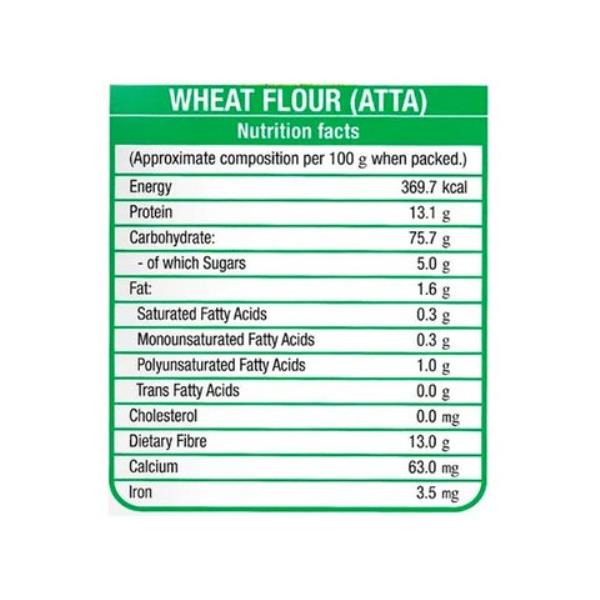 WHEAT FLOUR (ATTA)
Nutrition facts
(Approximate composition per 100 g when packed.)
Energy 369.7 kcal
Protein 13.1 g
Carbohydrate: 75.7 g
- of which Sugars 5.0 g
Fat: 1.6 g
Saturated Fatty Acids 0.3 g
Monounsaturated Fatty Acids 0.3 g
Polyunsaturated Fatty Acids 1.0 g
Trans Fatty Acids 0.0 g
Cholesterol 0.0 mg
Dietary Fibre 13.0 g
Calcium 63.0 mg
Iron 3.5 mg